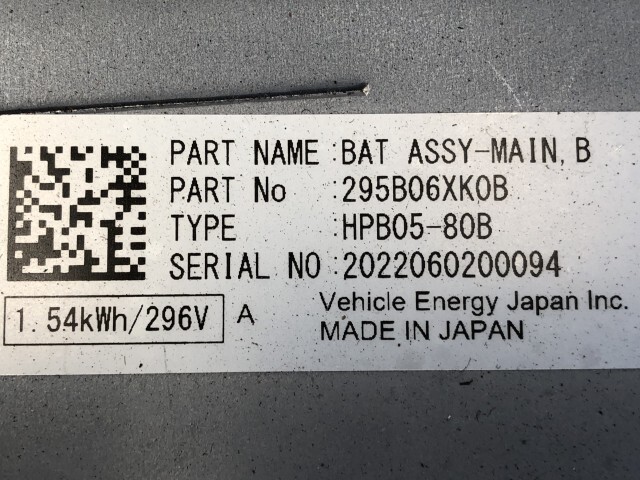 PART NAME :BAT ASSY-MAIN,B
PART No :295B06XK0B
TYPE :HPB05-80B
SERIAL NO :2022060200094
1.54kWh/296V A Vehicle Energy Japan Inc.
MADE IN JAPAN